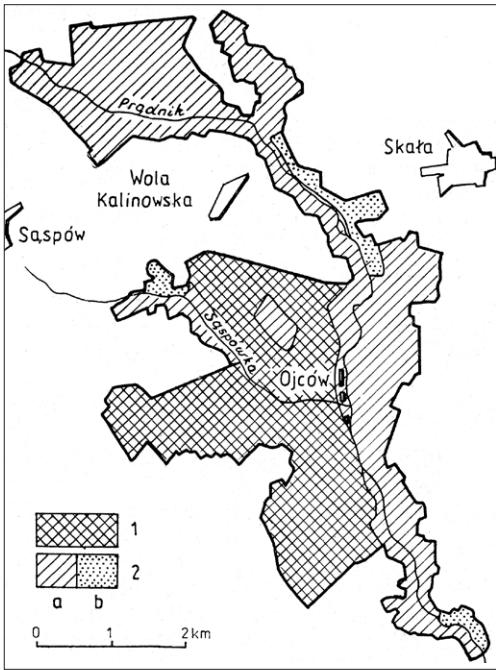 Prądnik
Skała
Wola
Kalinowska
Sąspów
Sąspówka
Ojców
1
2
a b
0 1 2 km